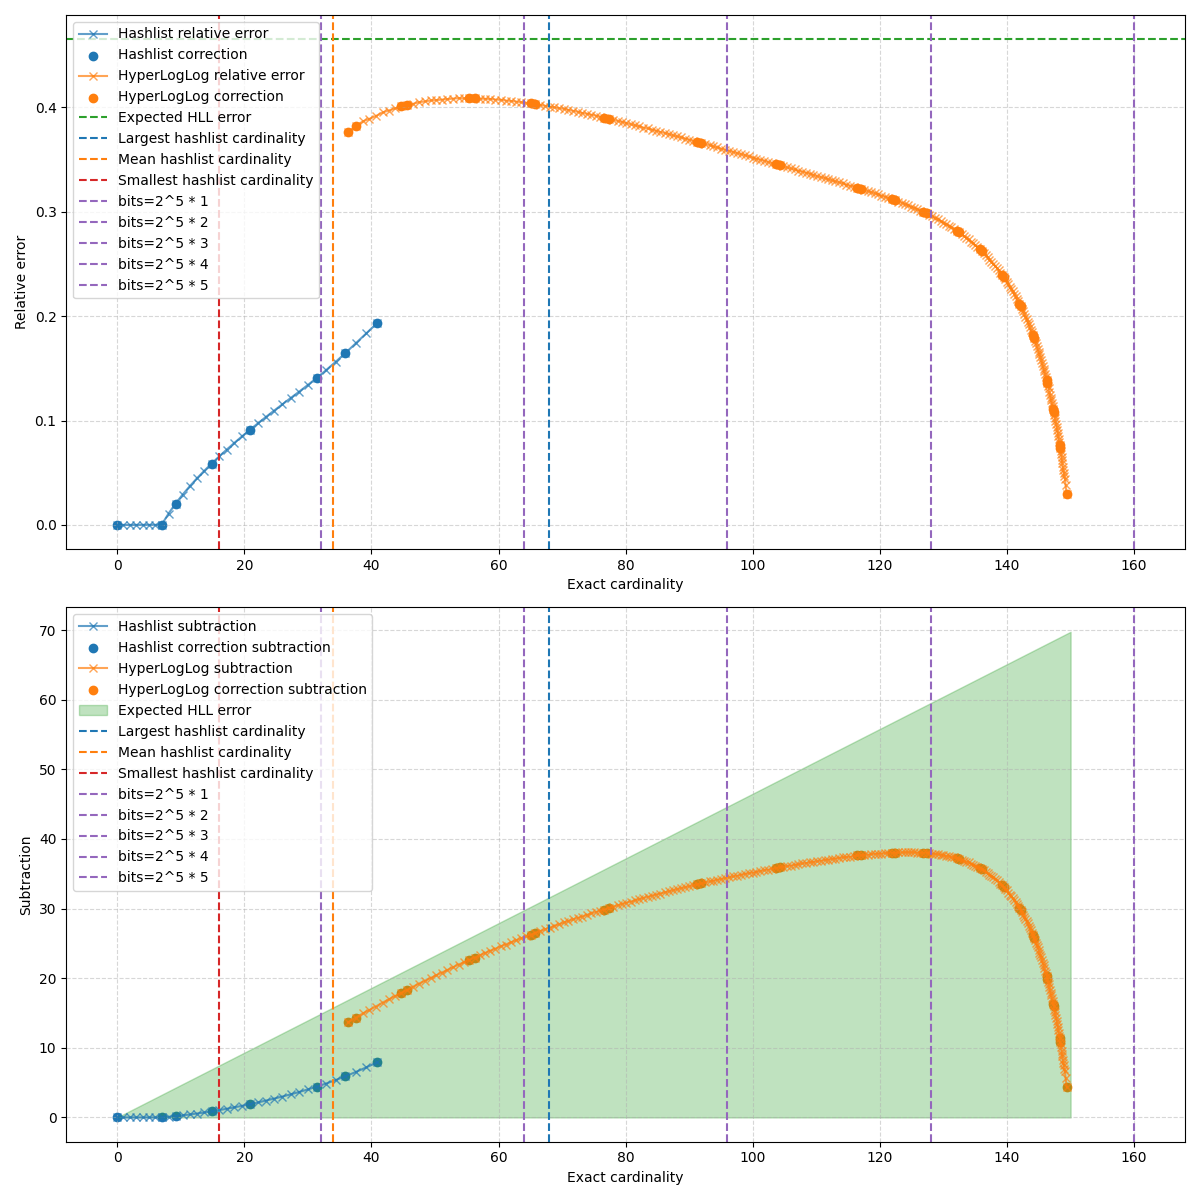 Hashlist relative error
Hashlist correction
HyperLogLog relative error
HyperLogLog correction
Expected HLL error
Largest hashlist cardinality
Mean hashlist cardinality
Smallest hashlist cardinality
bits=2^5 * 1
bits=2^5 * 2
bits=2^5 * 3
bits=2^5 * 4
bits=2^5 * 5
0.4
0.3
0.2
0.1
0.0
Relative error
0 20 40 60 80 100 120 140 160
Exact cardinality
Hashlist subtraction
Hashlist correction subtraction
HyperLogLog subtraction
HyperLogLog correction subtraction
Expected HLL error
Largest hashlist cardinality
Mean hashlist cardinality
Smallest hashlist cardinality
bits=2^5 * 1
bits=2^5 * 2
bits=2^5 * 3
bits=2^5 * 4
bits=2^5 * 5
70
60
50
40
30
20
10
0
Subtraction
0 20 40 60 80 100 120 140 160
Exact cardinality